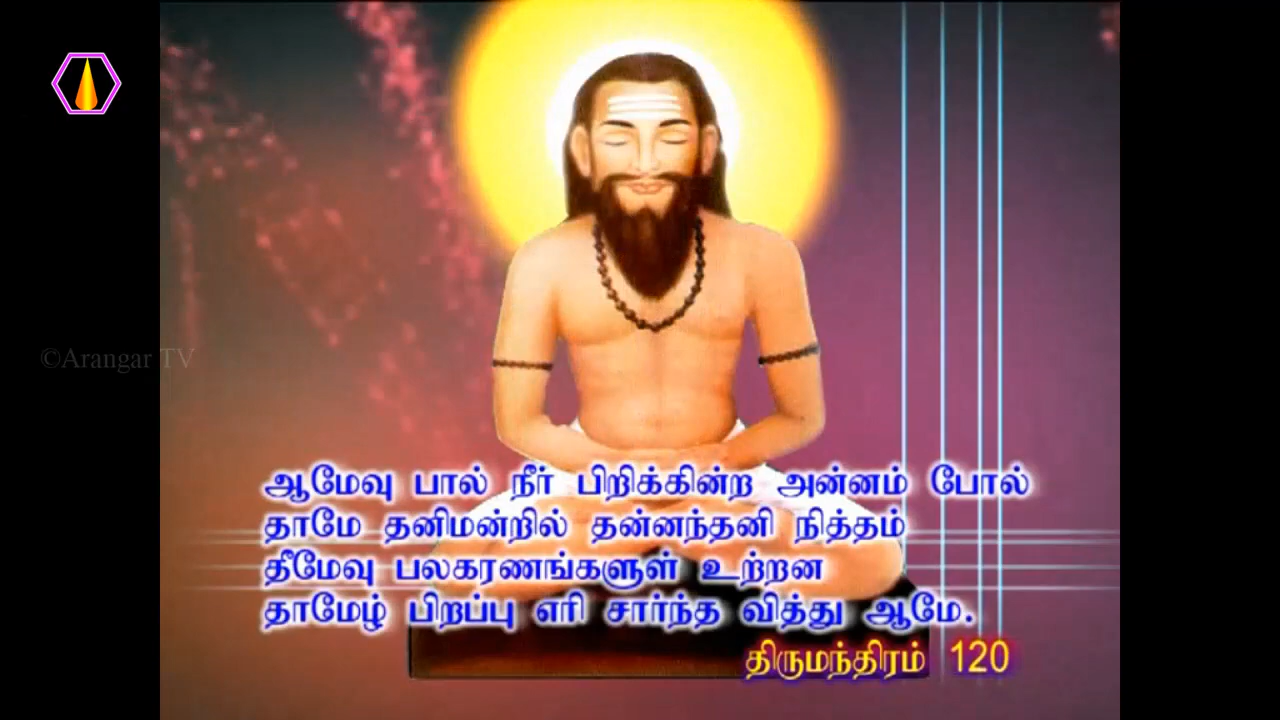 ©Arangar TV
ஆமேவு பால் நீர் பிறிக்கின்ற அன்னம் போல்
தாமே தனிமன்றில் தன்னந்தனி நித்தம்
தீமேவு பலகரணங்களுள் உற்றன
தாமேழ் பிறப்பு எரி சார்ந்த வித்து ஆமே.
திருமந்திரம் 120